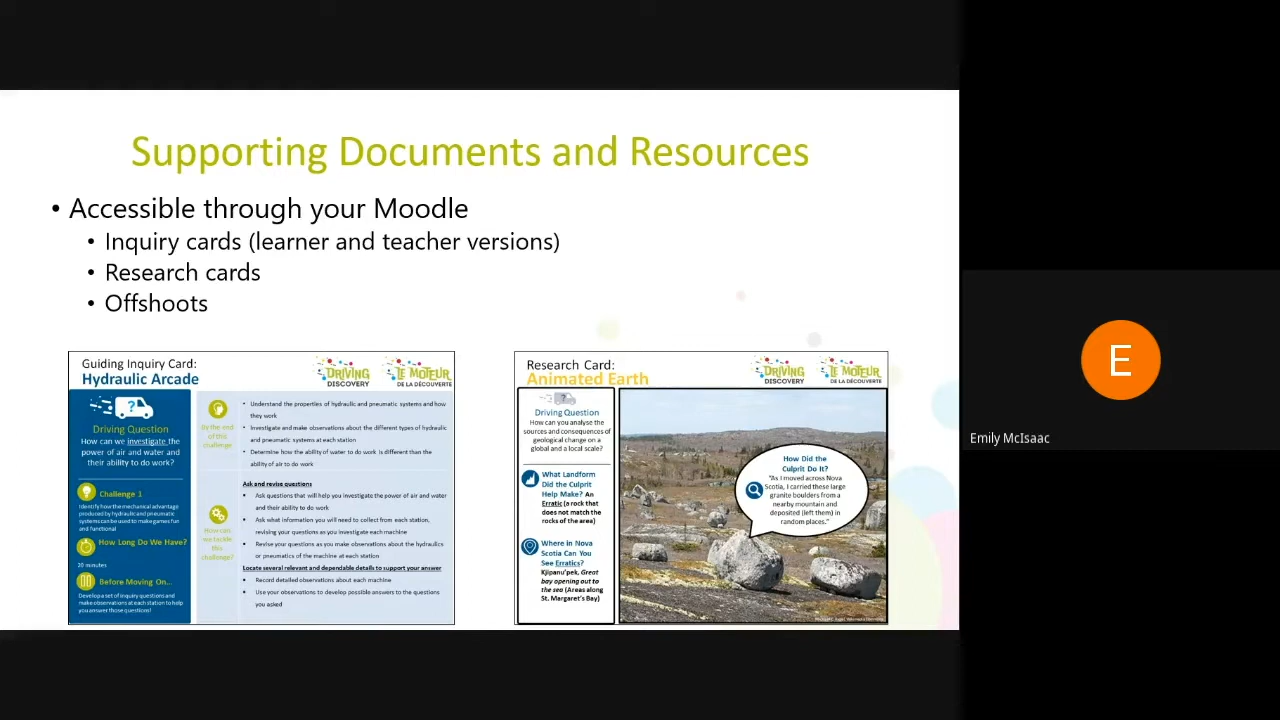 Supporting Documents and Resources
• Accessible through your Moodle
• Inquiry cards (learner and teacher versions)
• Research cards
• Offshoots
Guiding Inquiry Card:
Hydraulic Arcade
DRIVING
DISCOVERY
LE MOTEUR
DE LA DÉCOUVERTE
?
Driving Question
How can we investigate the
power of air and water and
their ability to do work?
Challenge 1
Identify how the mechanical advantage
produced by hydraulic and pneumatic
systems can be used to make games fun
and functional
How Long Do We Have?
20 minutes
Before Moving On...
Develop a set of inquiry questions and
make observations at each station to help
you answer those questions!
By the end
of this
challenge
• Understand the properties of hydraulic and pneumatic systems and how
they work
• Investigate and make observations about the different types of hydraulic
and pneumatic systems at each station
• Determine how the ability of water to do work is different than the
ability of air to do work
How can
we tackle
this
challenge?
Ask and revise questions
▪ Ask questions that will help you investigate the power of air and water
and their ability to do work
▪ Ask what information you will need to collect from each station,
revising your questions as you investigate each machine
▪ Revise your questions as you make observations about the hydraulics
or pneumatics of the machine at each station
Locate several relevant and dependable details to support your answer
▪ Record detailed observations about each machine
▪ Use your observations to develop possible answers to the questions
you asked
Research Card:
Animated Earth
DRIVING
DISCOVERY
LE MOTEUR
DE LA DÉCOUVERTE
?
Driving Question
How can you analyse the
sources and consequences of
geological change on a
global and a local scale?
What Landform
Did the Culprit
Help Make? An
Erratic (a rock that
does not match the
rocks of the area)
Where in Nova
Scotia Can You
See Erratics?
Kjipanu'pek, Great
bay opening out to
the sea (Areas along
St. Margaret's Bay)
How Did the
Culprit Do It?
"As I moved across Nova
Scotia, I carried these large
granite boulders from a
nearby mountain and
deposited (left them) in
random places."
E
Emily McIsaac